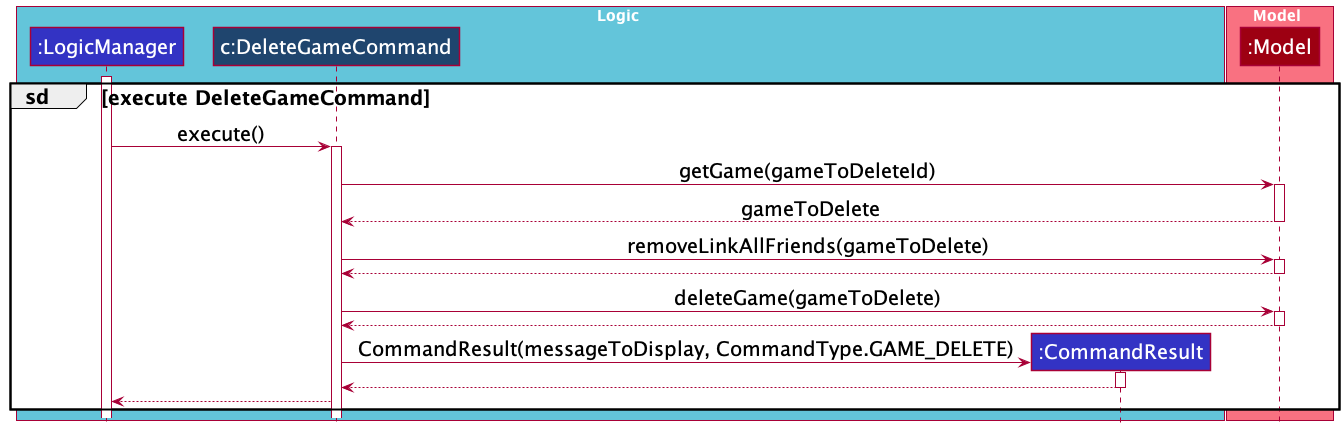 Logic
Model
:LogicManager
c:DeleteGameCommand
:Model
sd
[execute DeleteGameCommand]
execute()
getGame(gameToDeleteId)
gameToDelete
removeLinkAllFriends(gameToDelete)
deleteGame(gameToDelete)
CommandResult(messageToDisplay, CommandType.GAME_DELETE)
:CommandResult